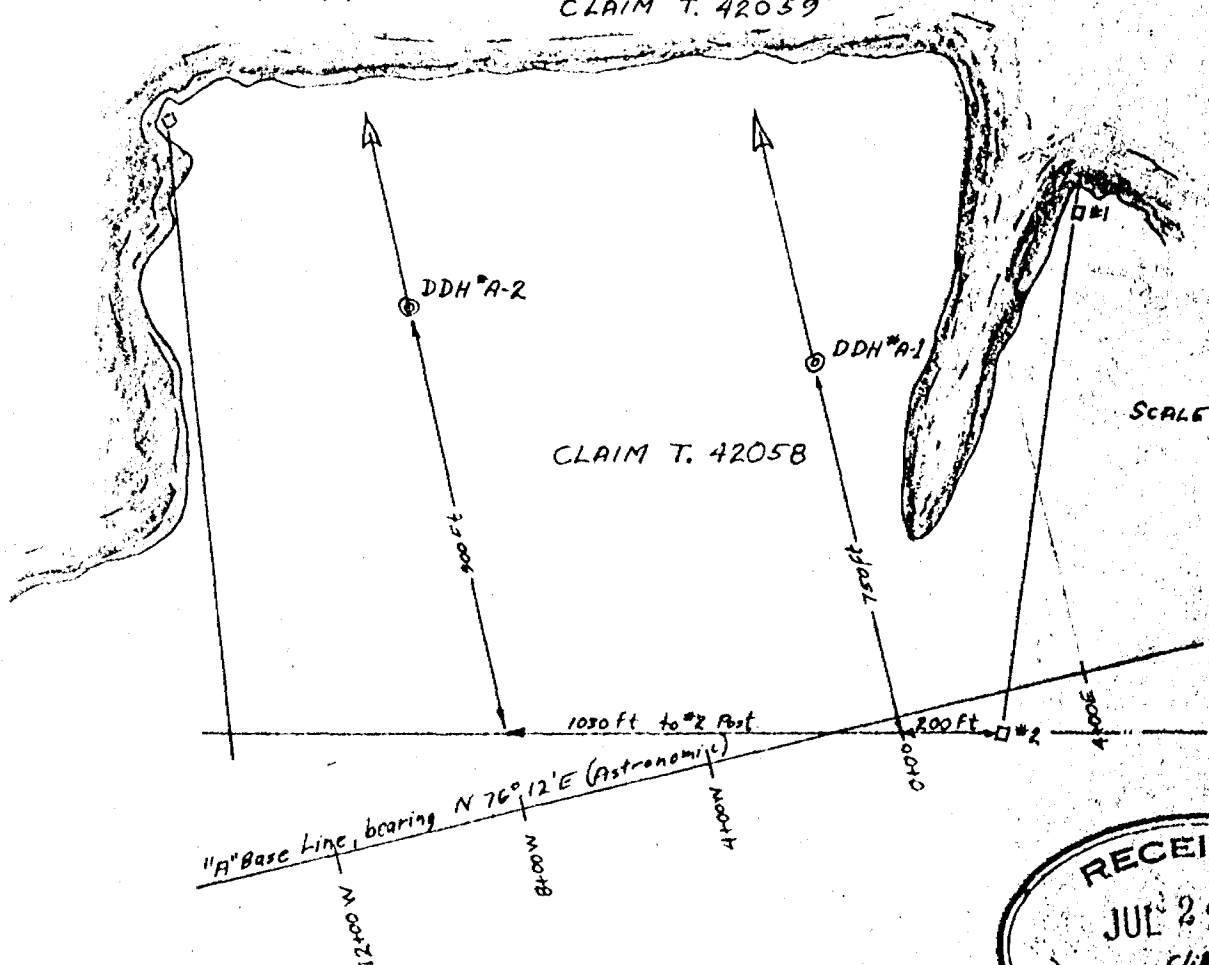 CLAIM T. 42059
#1
DDH #A-2
DDH #A-1
SCALE
CLAIM T. 42058
900 FT
750 ft
1030 ft to #2 Post
200 ft
#2
4+00E
0+00
"A" Base Line, bearing N 76° 12' E (Astronomic)
4+00W
8+00W
12+00 W
RECEI
JUL 2